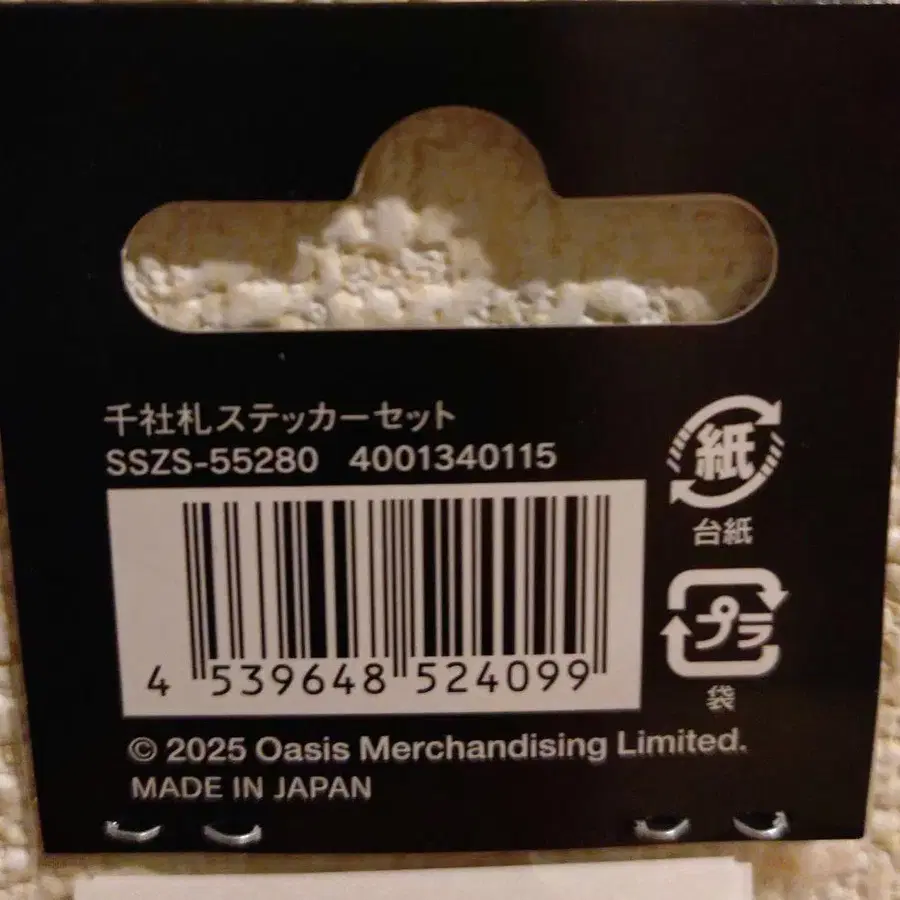 千社札ステッカーセット
SSZS-55280 4001340115
紙
台紙
プラ
袋
4 539648 524099
© 2025 Oasis Merchandising Limited.
MADE IN JAPAN